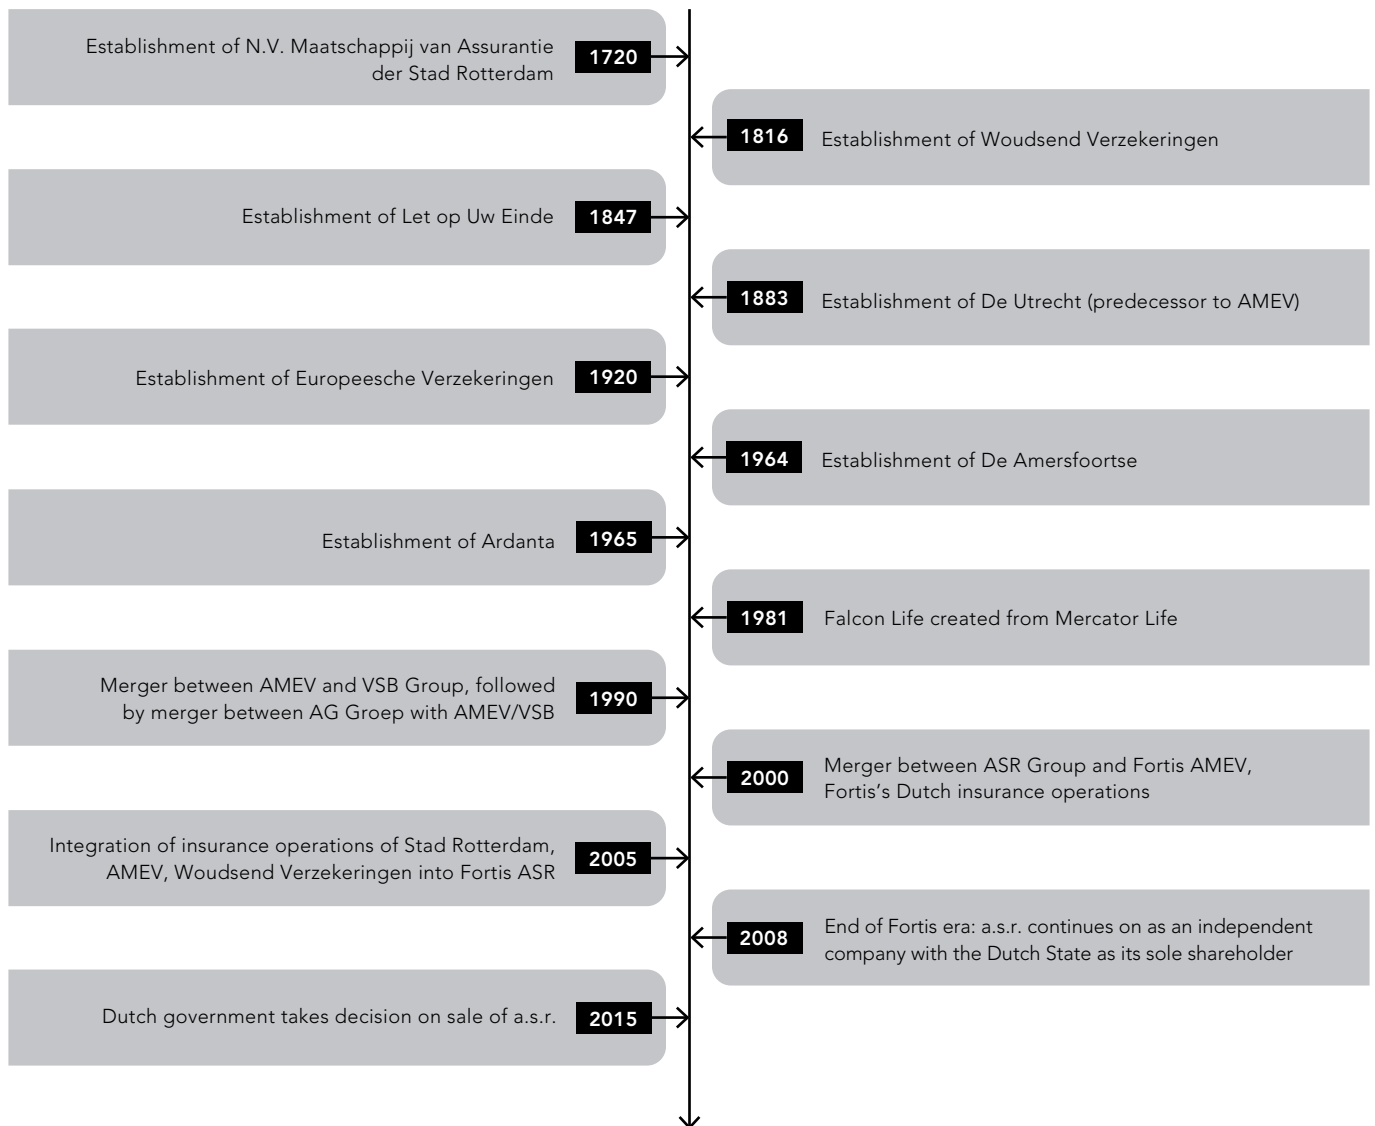 Establishment of N.V. Maatschappij van Assurantie
der Stad Rotterdam
1720
1816
Establishment of Woudsend Verzekeringen
Establishment of Let op Uw Einde
1847
1883
Establishment of De Utrecht (predecessor to AMEV)
Establishment of Europeesche Verzekeringen
1920
1964
Establishment of De Amersfoortse
Establishment of Ardanta
1965
1981
Falcon Life created from Mercator Life
Merger between AMEV and VSB Group, followed
by merger between AG Groep with AMEV/VSB
1990
2000
Merger between ASR Group and Fortis AMEV,
Fortis's Dutch insurance operations
Integration of insurance operations of Stad Rotterdam,
AMEV, Woudsend Verzekeringen into Fortis ASR
2005
2008
End of Fortis era: a.s.r. continues on as an independent
company with the Dutch State as its sole shareholder
Dutch government takes decision on sale of a.s.r.
2015